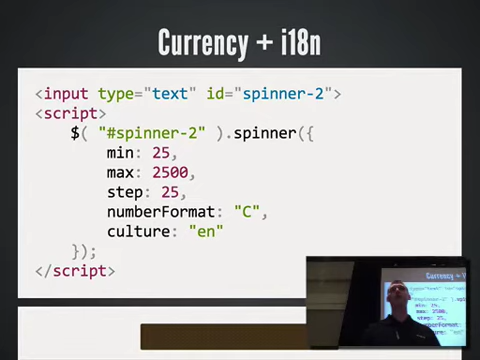 Currency + i18n
<input type="text" id="spinner-2">
<script>
$( "#spinner-2" ).spinner({
min: 25,
max: 2500,
step: 25,
numberFormat: "C",
culture: "en"
});
</script>